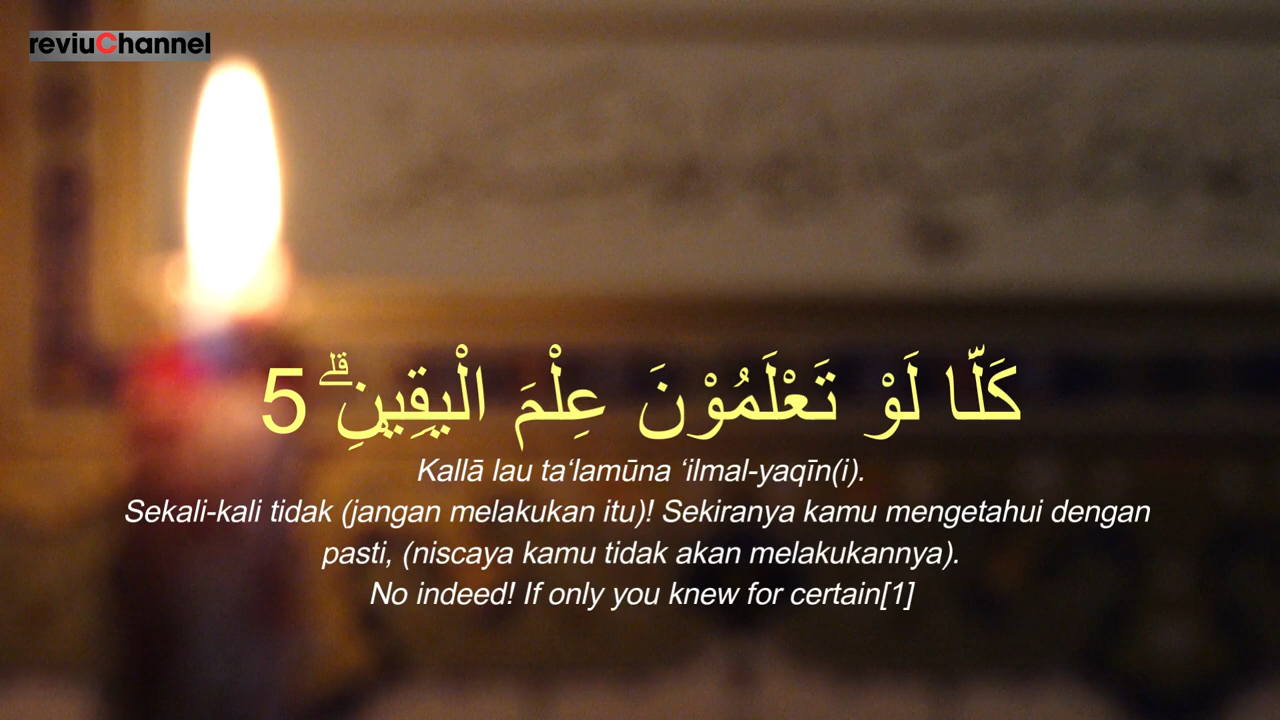 reviuChannel
كَلَّا لَوْ تَعْلَمُوْنَ عِلْمَ الْيَقِيْنِۗ 5
Kallā lau ta‘lamūna ‘ilmal-yaqīn(i).
Sekali-kali tidak (jangan melakukan itu)! Sekiranya kamu mengetahui dengan
pasti, (niscaya kamu tidak akan melakukannya).
No indeed! If only you knew for certain[1]